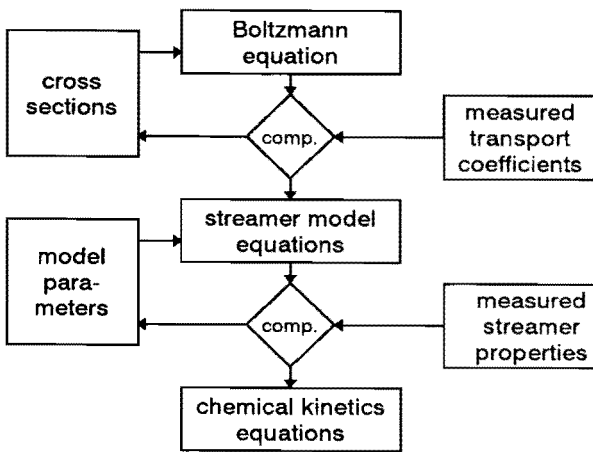 Boltzmann
equation
cross
sections
comp.
measured
transport
coefficients
streamer model
equations
model
para-
meters
comp.
measured
streamer
properties
chemical kinetics
equations